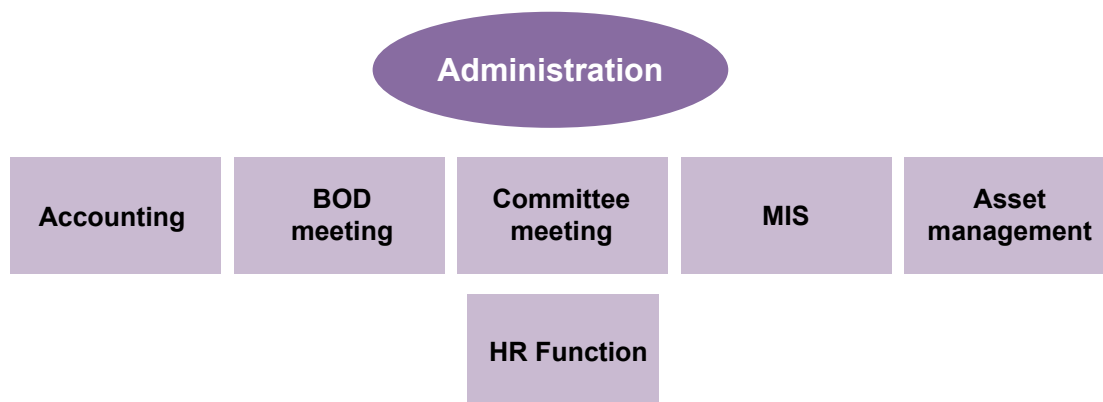 Administration
Accounting
BOD
meeting
Committee
meeting
MIS
Asset
management
HR Function